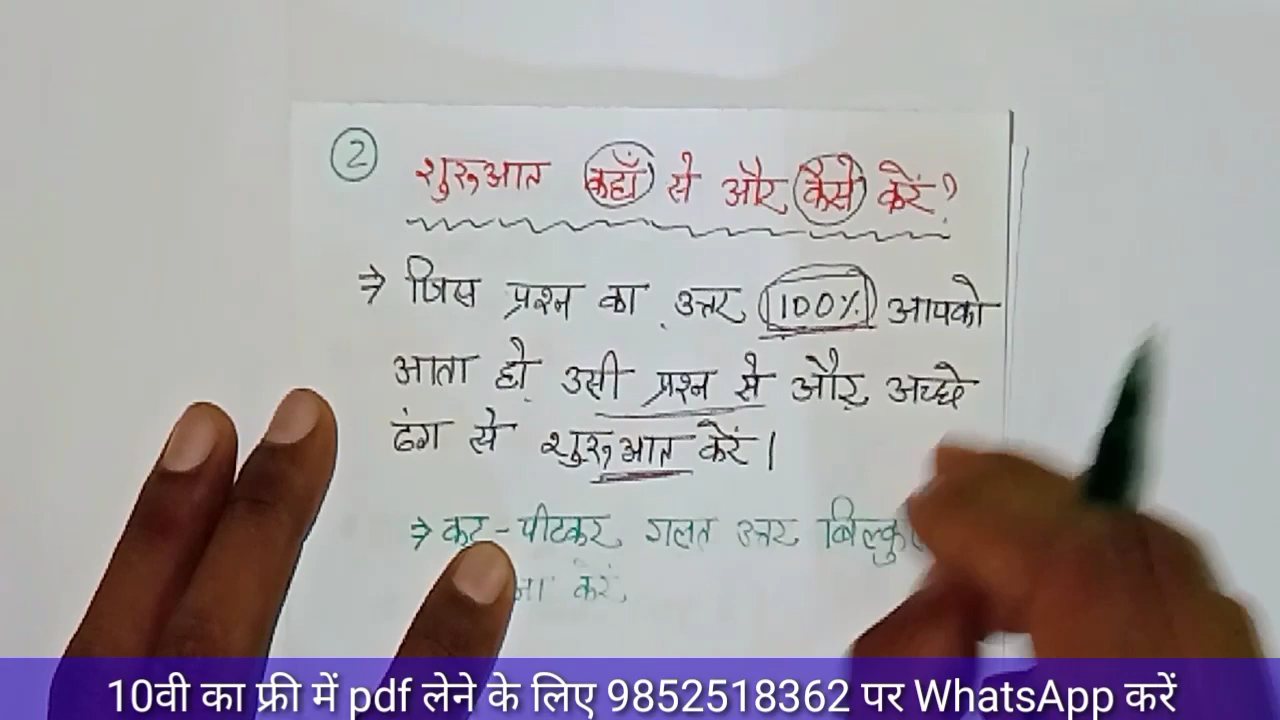 2 शुरुआत कहाँ से और कैसे करें?
⇒ जिस प्रश्न का उत्तर 100% आपको
आता हो उसी प्रश्न से और अच्छे
ढंग से शुरुआत करें।
⇒ कट-पीटकर गलत उत्तर
ना करें,
10वी का फ्री में pdf लेने के लिए 9852518362 पर WhatsApp करें